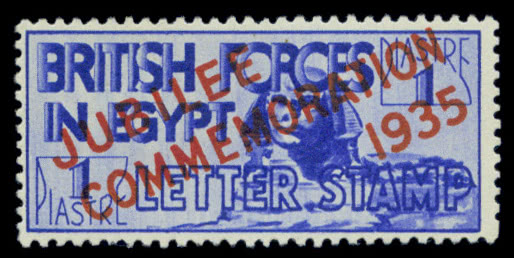 BRITISH FORCES
IN EGYPT
PIASTRE
1
1
PIASTRE
LETTER STAMP
JUBILEE
COMMEMORATION
1935